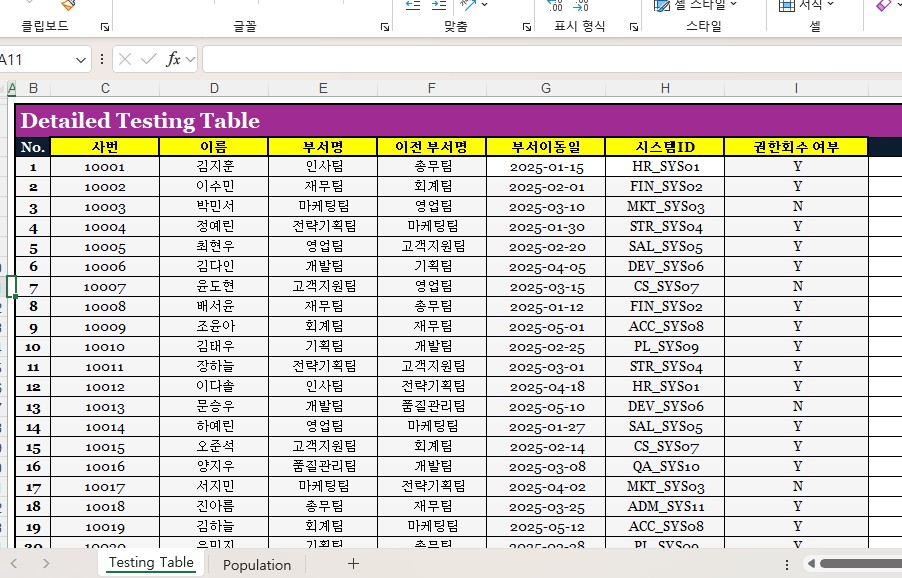 클립보드 글꼴 맞춤 표시 형식 셀 스타일 스타일 서식 셀
A11 fx
A B C D E F G H I
Detailed Testing Table
No. 사번 이름 부서명 이전 부서명 부서이동일 시스템ID 권한회수 여부
1 10001 김지훈 인사팀 총무팀 2025-01-15 HR_SYS01 Y
2 10002 이수민 재무팀 회계팀 2025-02-01 FIN_SYS02 Y
3 10003 박민서 마케팅팀 영업팀 2025-03-10 MKT_SYS03 N
4 10004 정예린 전략기획팀 마케팅팀 2025-01-30 STR_SYS04 Y
5 10005 최현우 영업팀 고객지원팀 2025-02-20 SAL_SYS05 Y
6 10006 김다인 개발팀 기획팀 2025-04-05 DEV_SYS06 Y
7 10007 윤도현 고객지원팀 영업팀 2025-03-15 CS_SYS07 N
8 10008 배서윤 재무팀 총무팀 2025-01-12 FIN_SYS02 Y
9 10009 조윤아 회계팀 재무팀 2025-05-01 ACC_SYS08 Y
10 10010 김태우 기획팀 개발팀 2025-02-25 PL_SYS09 Y
11 10011 장하늘 전략기획팀 고객지원팀 2025-03-01 STR_SYS04 Y
12 10012 이다솔 인사팀 전략기획팀 2025-04-18 HR_SYS01 Y
13 10013 문승우 개발팀 품질관리팀 2025-05-10 DEV_SYS06 N
14 10014 하예린 영업팀 마케팅팀 2025-01-27 SAL_SYS05 Y
15 10015 오준석 고객지원팀 회계팀 2025-02-14 CS_SYS07 Y
16 10016 양지우 품질관리팀 개발팀 2025-03-08 QA_SYS10 Y
17 10017 서지민 마케팅팀 전략기획팀 2025-04-02 MKT_SYS03 N
18 10018 진아름 총무팀 재무팀 2025-03-25 ADM_SYS11 Y
19 10019 김하늘 회계팀 마케팅팀 2025-05-12 ACC_SYS08 Y
20 10020 기획팀 총무팀 2025-02-28 PL_SYS09 Y
Testing Table Population